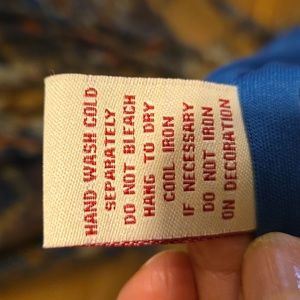 HAND WASH COLD
SEPARATELY
DO NOT BLEACH
HANG TO DRY
COOL IRON
IF NECESSARY
DO NOT IRON
ON DECORATION